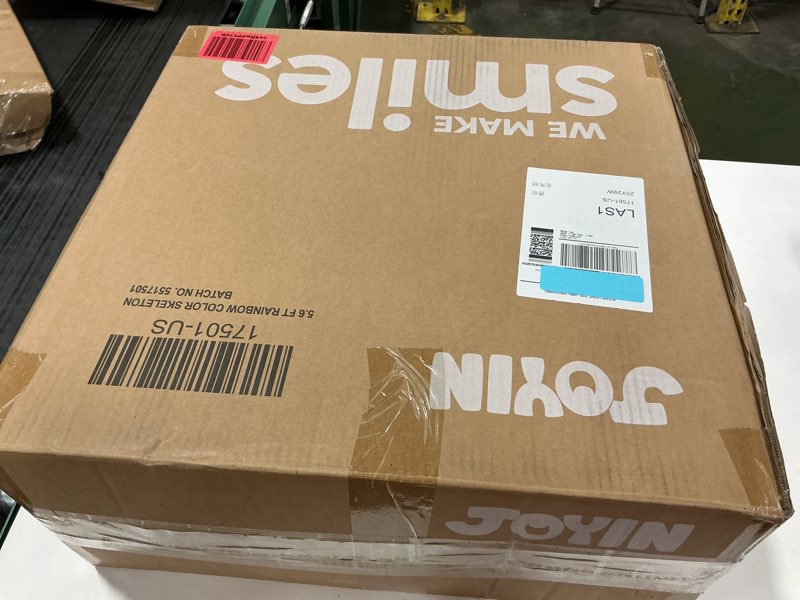 JOYIN
JOYIN
17501-US
5.6 FT RAINBOW COLOR SKELETON
BATCH NO. 5517501
LAS1
17501-US
26Y29W
WE MAKE
smiles